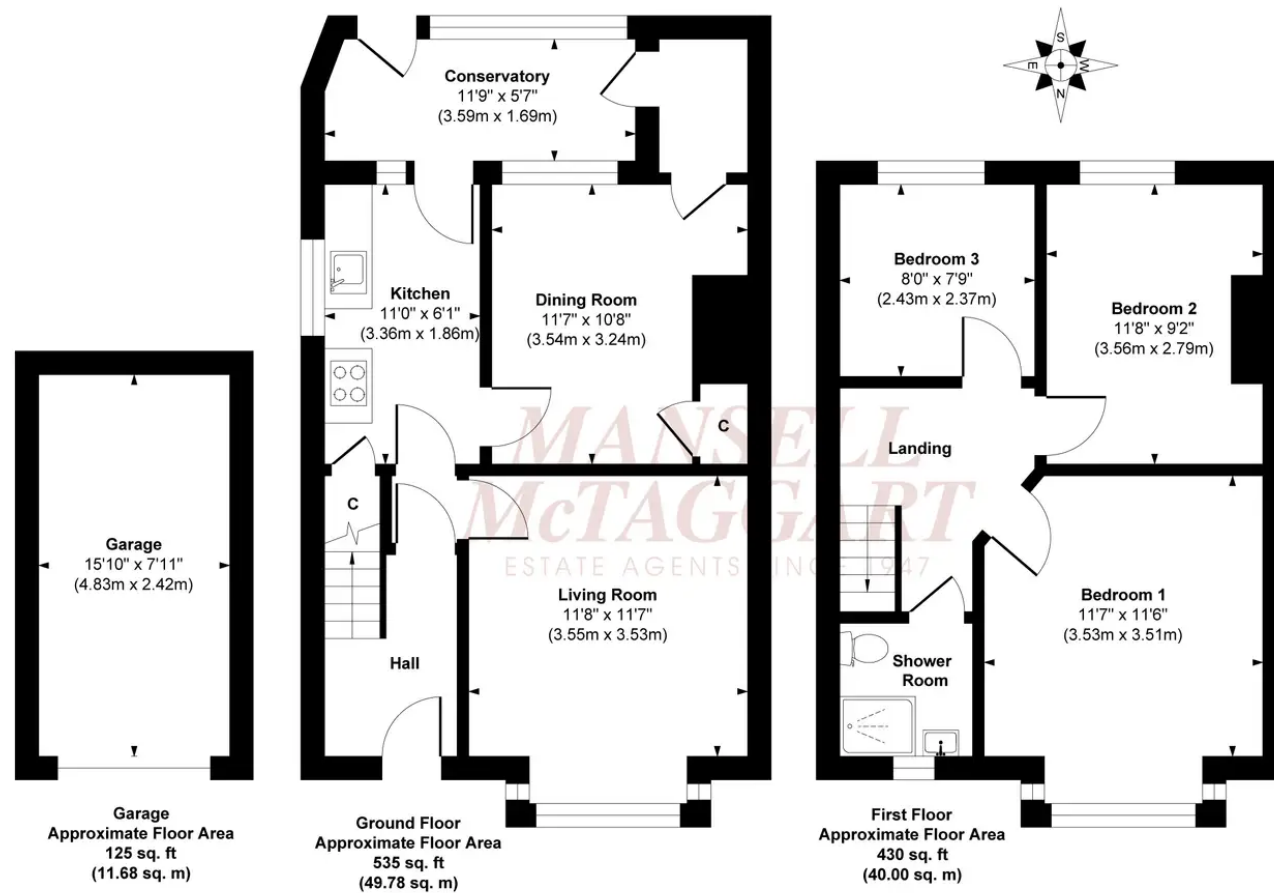 Conservatory
11'9" x 5'7"
(3.59m x 1.69m)
S
E
W
N
Kitchen
11'0" x 6'1"
(3.36m x 1.86m)
Dining Room
11'7" x 10'8"
(3.54m x 3.24m)
C
C
Living Room
11'8" x 11'7"
(3.55m x 3.53m)
Hall
Bedroom 3
8'0" x 7'9"
(2.43m x 2.37m)
Bedroom 2
11'8" x 9'2"
(3.56m x 2.79m)
Landing
Bedroom 1
11'7" x 11'6"
(3.53m x 3.51m)
Shower
Room
Garage
15'10" x 7'11"
(4.83m x 2.42m)
MANSELL
McTAGGART
ESTATE AGENTS SINCE 1947
Garage
Approximate Floor Area
125 sq. ft
(11.68 sq. m)
Ground Floor
Approximate Floor Area
535 sq. ft
(49.78 sq. m)
First Floor
Approximate Floor Area
430 sq. ft
(40.00 sq. m)